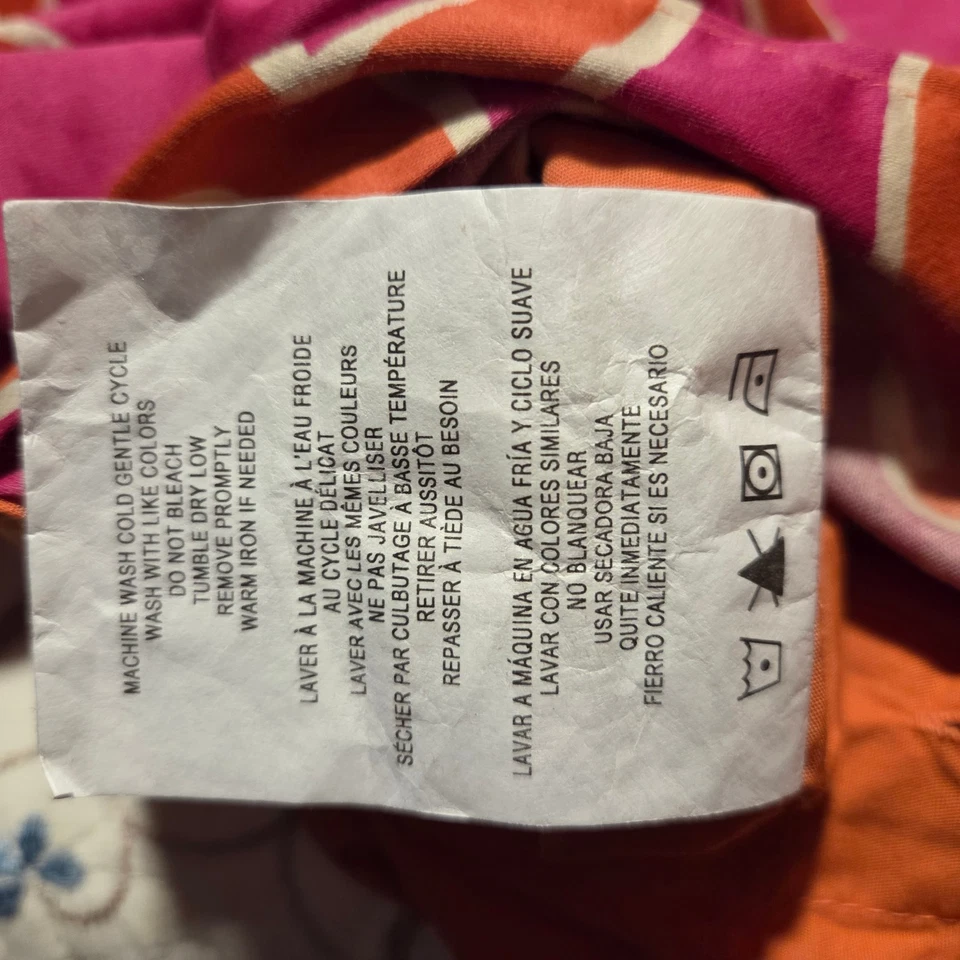 MACHINE WASH COLD GENTLE CYCLE
WASH WITH LIKE COLORS
DO NOT BLEACH
TUMBLE DRY LOW
REMOVE PROMPTLY
WARM IRON IF NEEDED
LAVER À LA MACHINE À L'EAU FROIDE
AU CYCLE DÉLICAT
LAVER AVEC LES MÊMES COULEURS
NE PAS JAVELLISER
SÉCHER PAR CULBUTAGE À BASSE TEMPÉRATURE
RETIRER AUSSITÔT
REPASSER À TIÈDE AU BESOIN
LAVAR A MÁQUINA EN AGUA FRÍA Y CICLO SUAVE
LAVAR CON COLORES SIMILARES
NO BLANQUEAR
USAR SECADORA BAJA
QUITE INMEDIATAMENTE
FIERRO CALIENTE SI ES NECESARIO